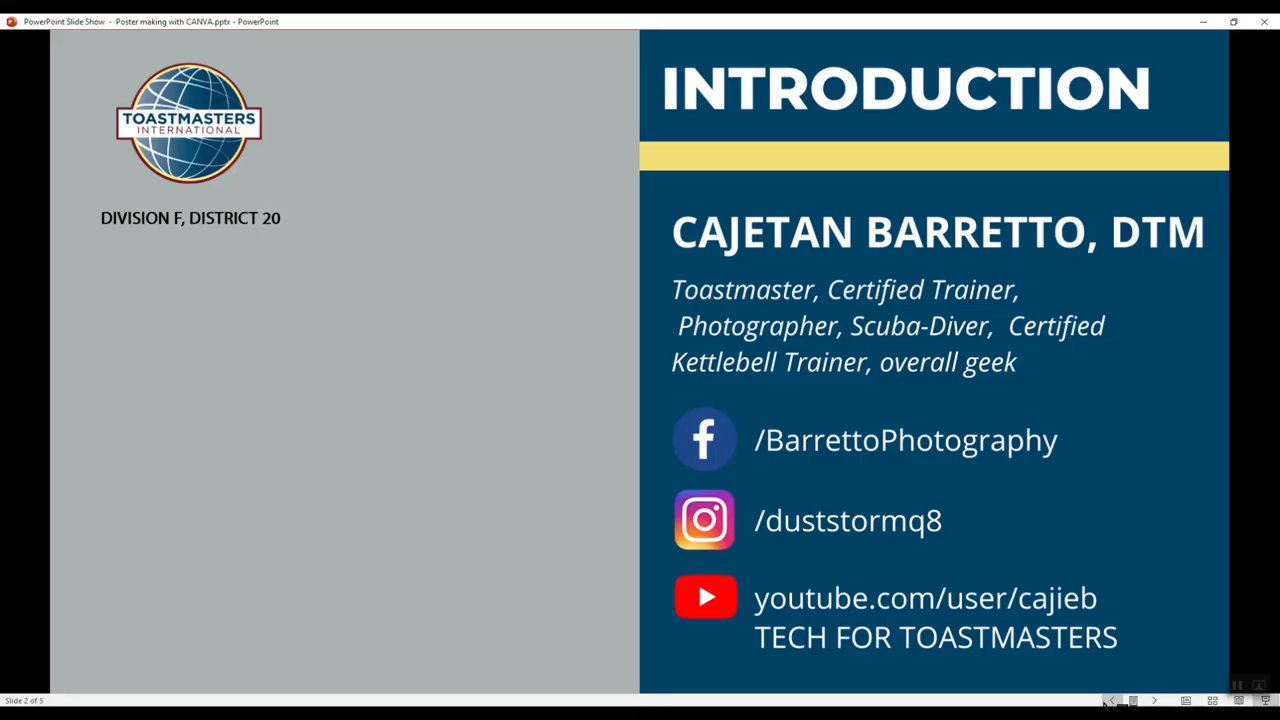 PowerPoint Slide Show - Poster making with CANVA.pptx - PowerPoint
TOASTMASTERS
INTERNATIONAL
DIVISION F, DISTRICT 20
INTRODUCTION
CAJETAN BARRETTO, DTM
Toastmaster, Certified Trainer,
Photographer, Scuba-Diver, Certified
Kettlebell Trainer, overall geek
/BarrettoPhotography
/duststormq8
youtube.com/user/cajieb
TECH FOR TOASTMASTERS
Slide 2 of 5